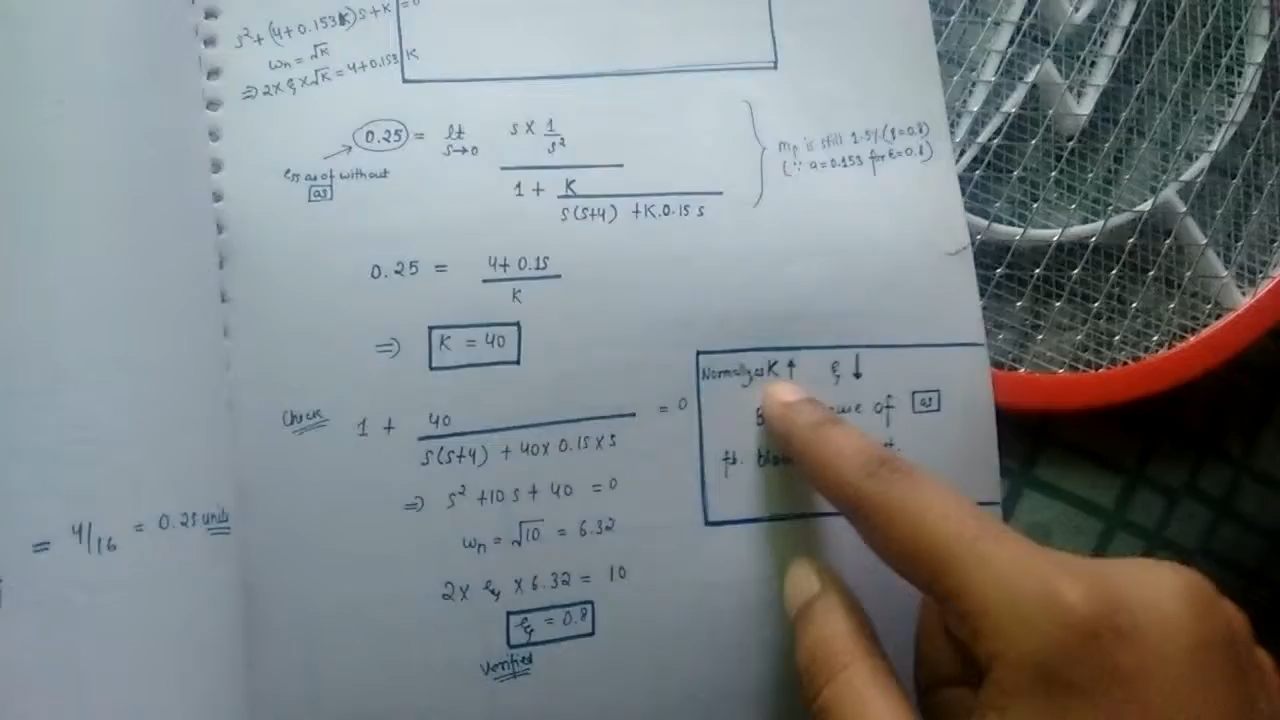 s² + (4+0.153K)s + K = 0
ωn = √K
⇒ 2 × ξ × √K = 4+0.153 K
0.25 = lt s→0 s × 1/s² / 1 + K / s(s+4) + K.0.15 s
ess as of without
as
Mp is still 1.5% (ξ=0.8)
(∵ a = 0.153 for ξ=0.8)
0.25 = 4+0.15 / K
⇒ K = 40
Check 1 + 40 / s(s+4) + 40 × 0.15 × s = 0
⇒ s² + 10 s + 40 = 0
ωn = √10 = 6.32
2 × ξ × 6.32 = 10
ξ = 0.8
Verified
K ↑ ξ ↓
of as
fb.
= 4/16 = 0.25 units